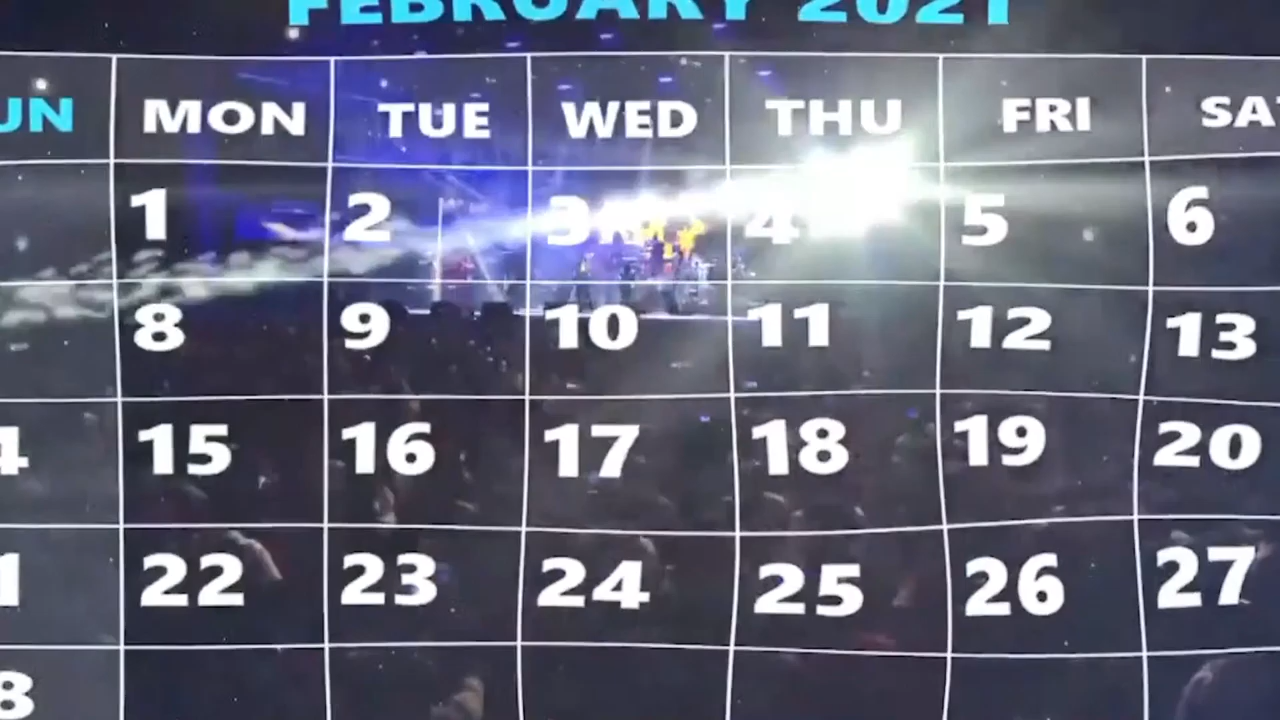 FEBRUARY 2021
UN MON TUE WED THU FRI SA
1 2 3 4 5 6
8 9 10 11 12 13
4 15 16 17 18 19 20
1 22 23 24 25 26 27
8